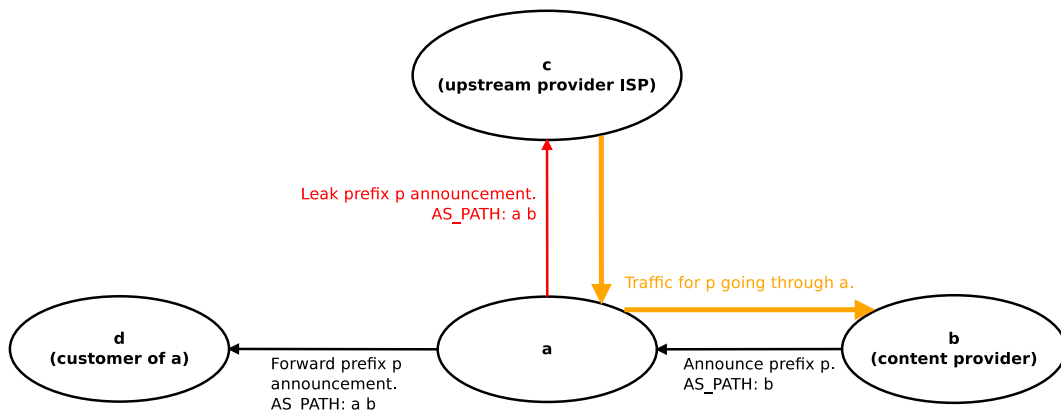 c
(upstream provider ISP)
Leak prefix p announcement.
AS_PATH: a b
Traffic for p going through a.
d
(customer of a)
a
b
(content provider)
Forward prefix p
announcement.
AS_PATH: a b
Announce prefix p.
AS_PATH: b